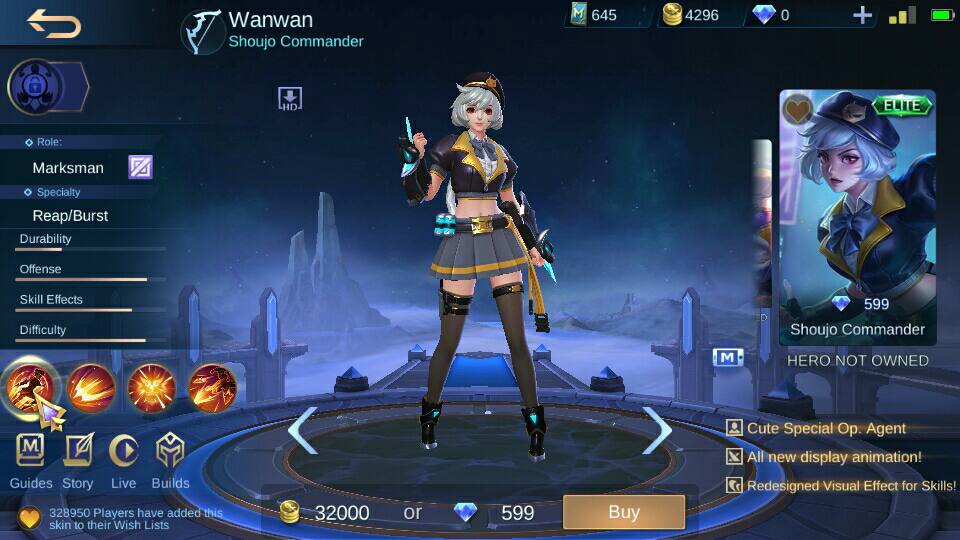 Wanwan
Shoujo Commander
645
4296
0
HD
Role:
Marksman
Specialty
Reap/Burst
Durability
Offense
Skill Effects
Difficulty
Guides
Story
Live
Builds
328950 Players have added this
skin to their Wish Lists
32000 or 599
Buy
ELITE
599
Shoujo Commander
HERO NOT OWNED
M
Cute Special Op. Agent
All new display animation!
Redesigned Visual Effect for Skills!